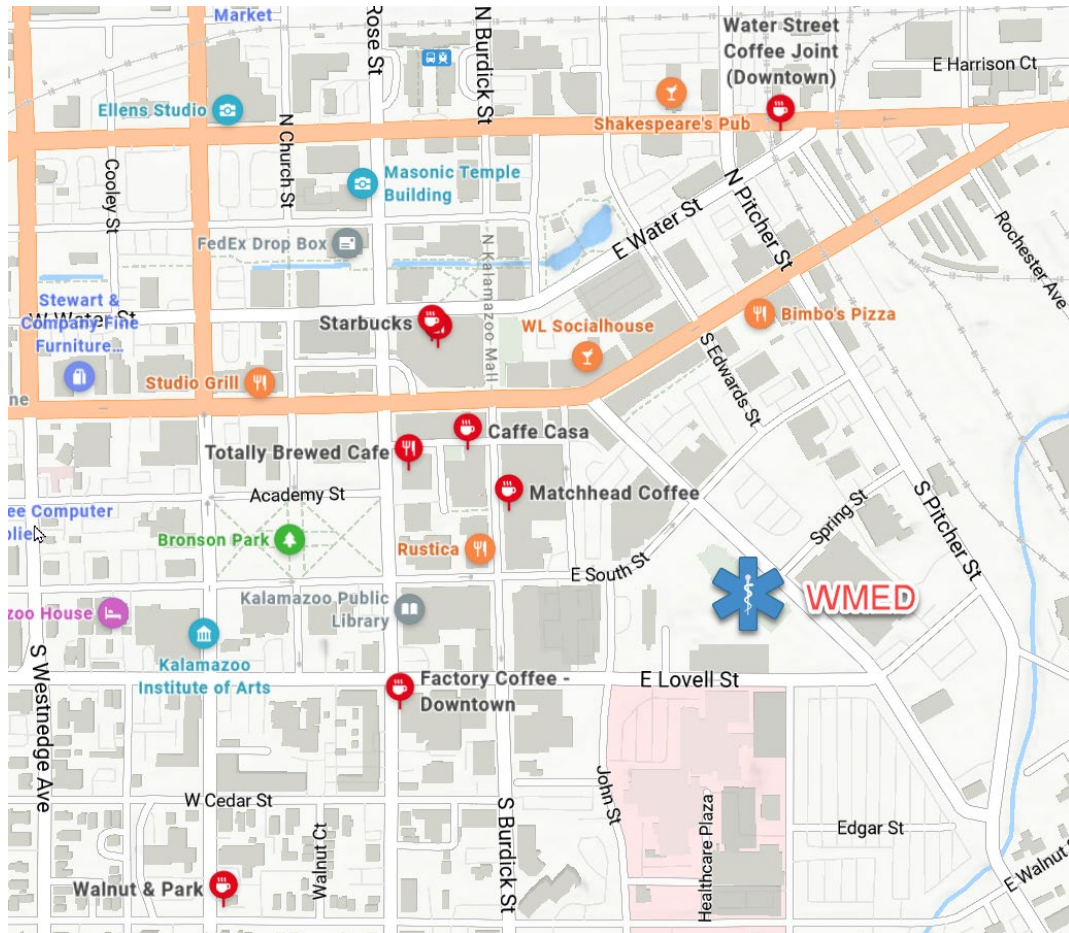 Market
Rose St
N Burdick St
Water Street
Coffee Joint
(Downtown)
E Harrison Ct
Ellens Studio
Shakespeare's Pub
N Church St
Cooley St
Masonic Temple
Building
N Pitcher St
Rochester Ave
FedEx Drop Box
E Water St
N Kalamazoo Mall
Stewart &
Company Fine
Furniture...
W Water St
Starbucks
WL Socialhouse
Bimbo's Pizza
S Edwards St
Studio Grill
ne
Caffe Casa
Totally Brewed Cafe
Matchhead Coffee
Academy St
ee Computer
Spring St
S Pitcher St
Bronson Park
Rustica
E South St
Kalamazoo Public
Library
WMED
zoo House
Kalamazoo
Institute of Arts
S Westnedge Ave
Factory Coffee -
Downtown
E Lovell St
W Cedar St
Walnut Ct
S Burdick St
John St
Healthcare Plaza
Edgar St
Walnut & Park
E Walnut